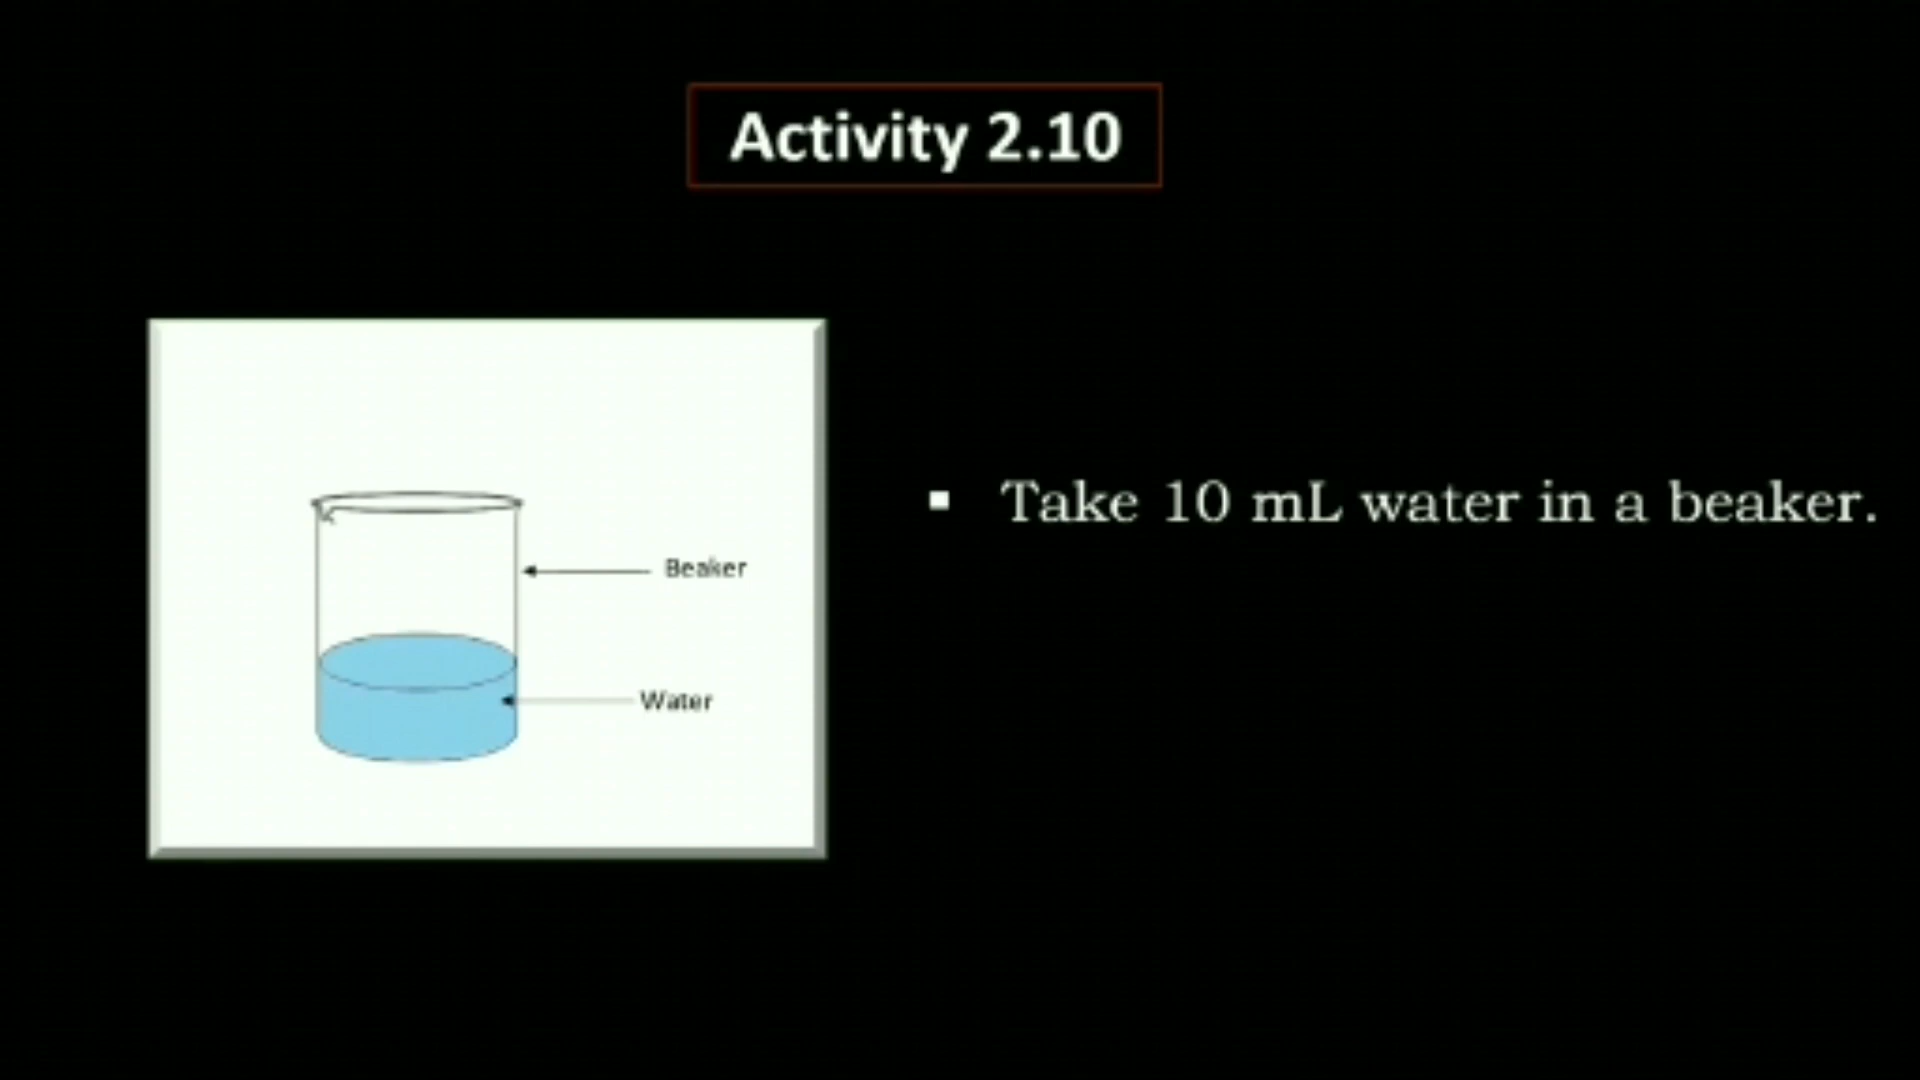 Activity 2.10
▪ Take 10 mL water in a beaker.
Beaker
Water